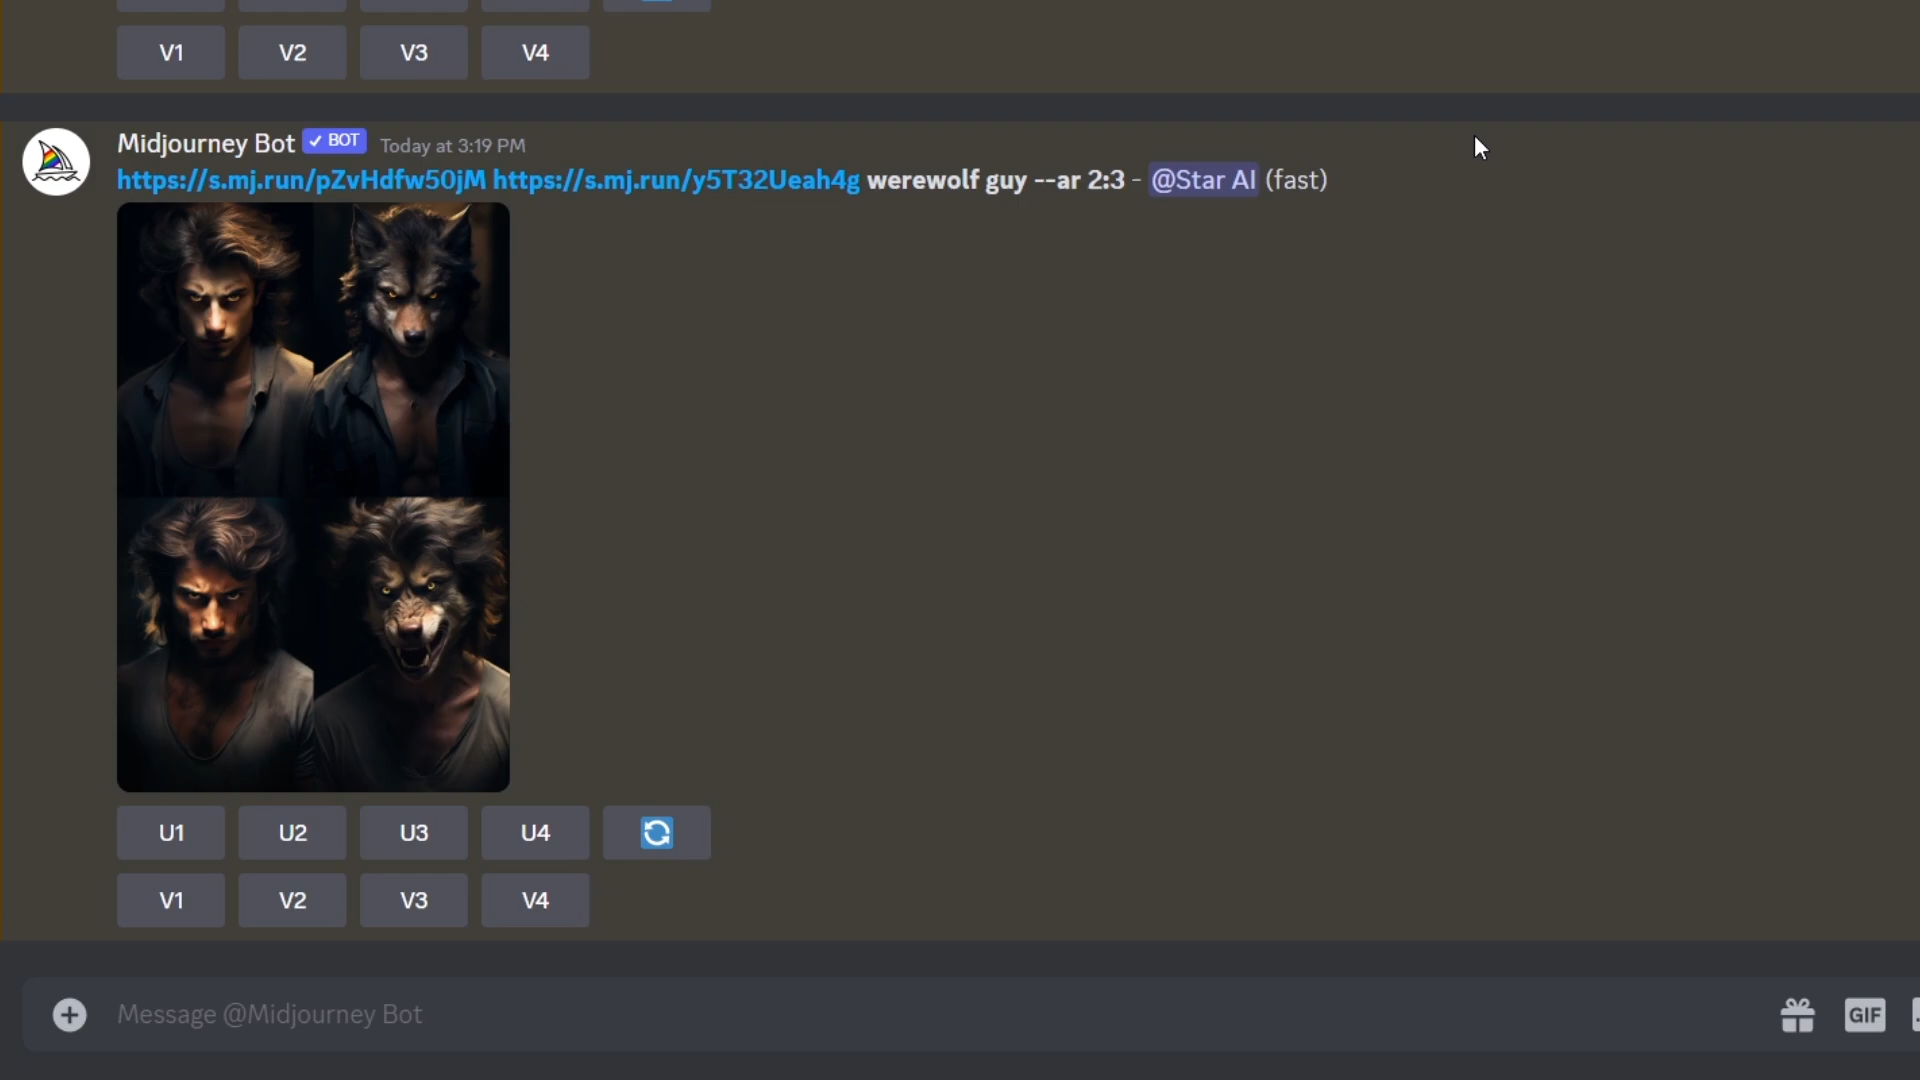 V1 V2 V3 V4
Midjourney Bot ✓ BOT Today at 3:19 PM
https://s.mj.run/pZvHdfw50jM https://s.mj.run/y5T32Ueah4g werewolf guy --ar 2:3 - @Star AI (fast)
U1 U2 U3 U4
V1 V2 V3 V4
Message @Midjourney Bot GIF